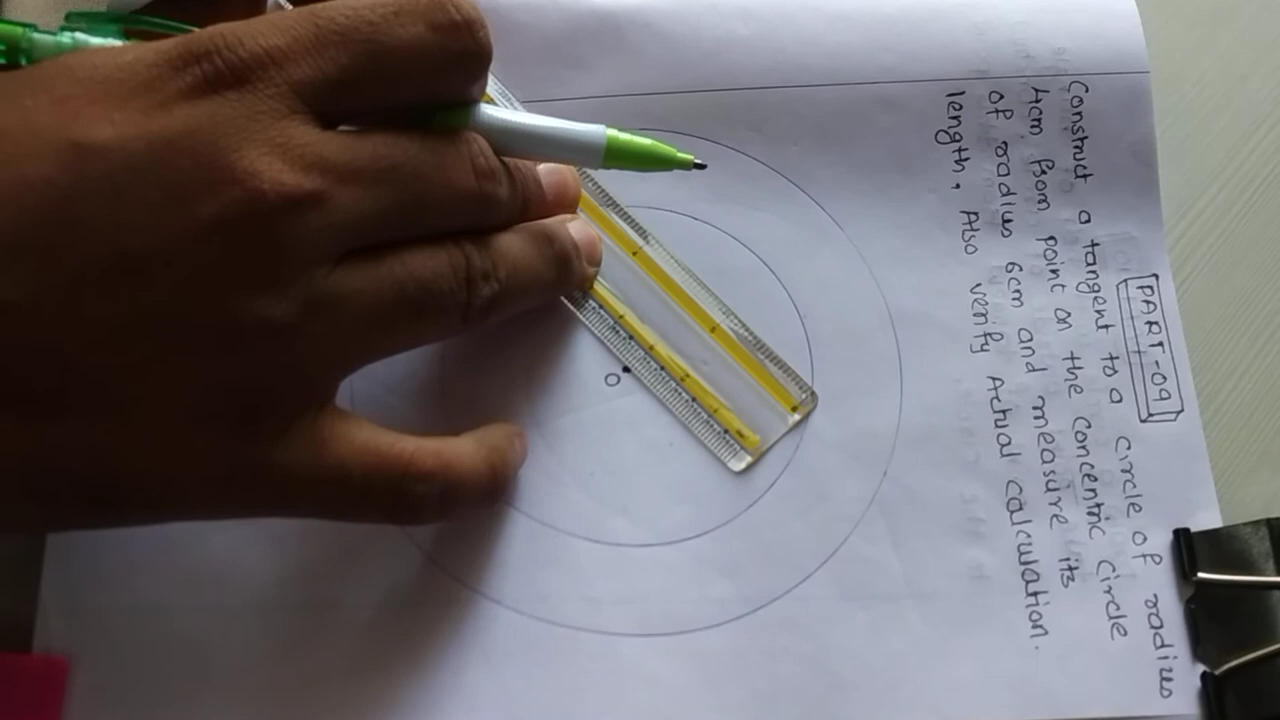 PART-09
Construct a tangent to a circle of radius
4cm from point on the concentric circle
of radius 6cm and measure its
length. Also verify Actual calculation.
O